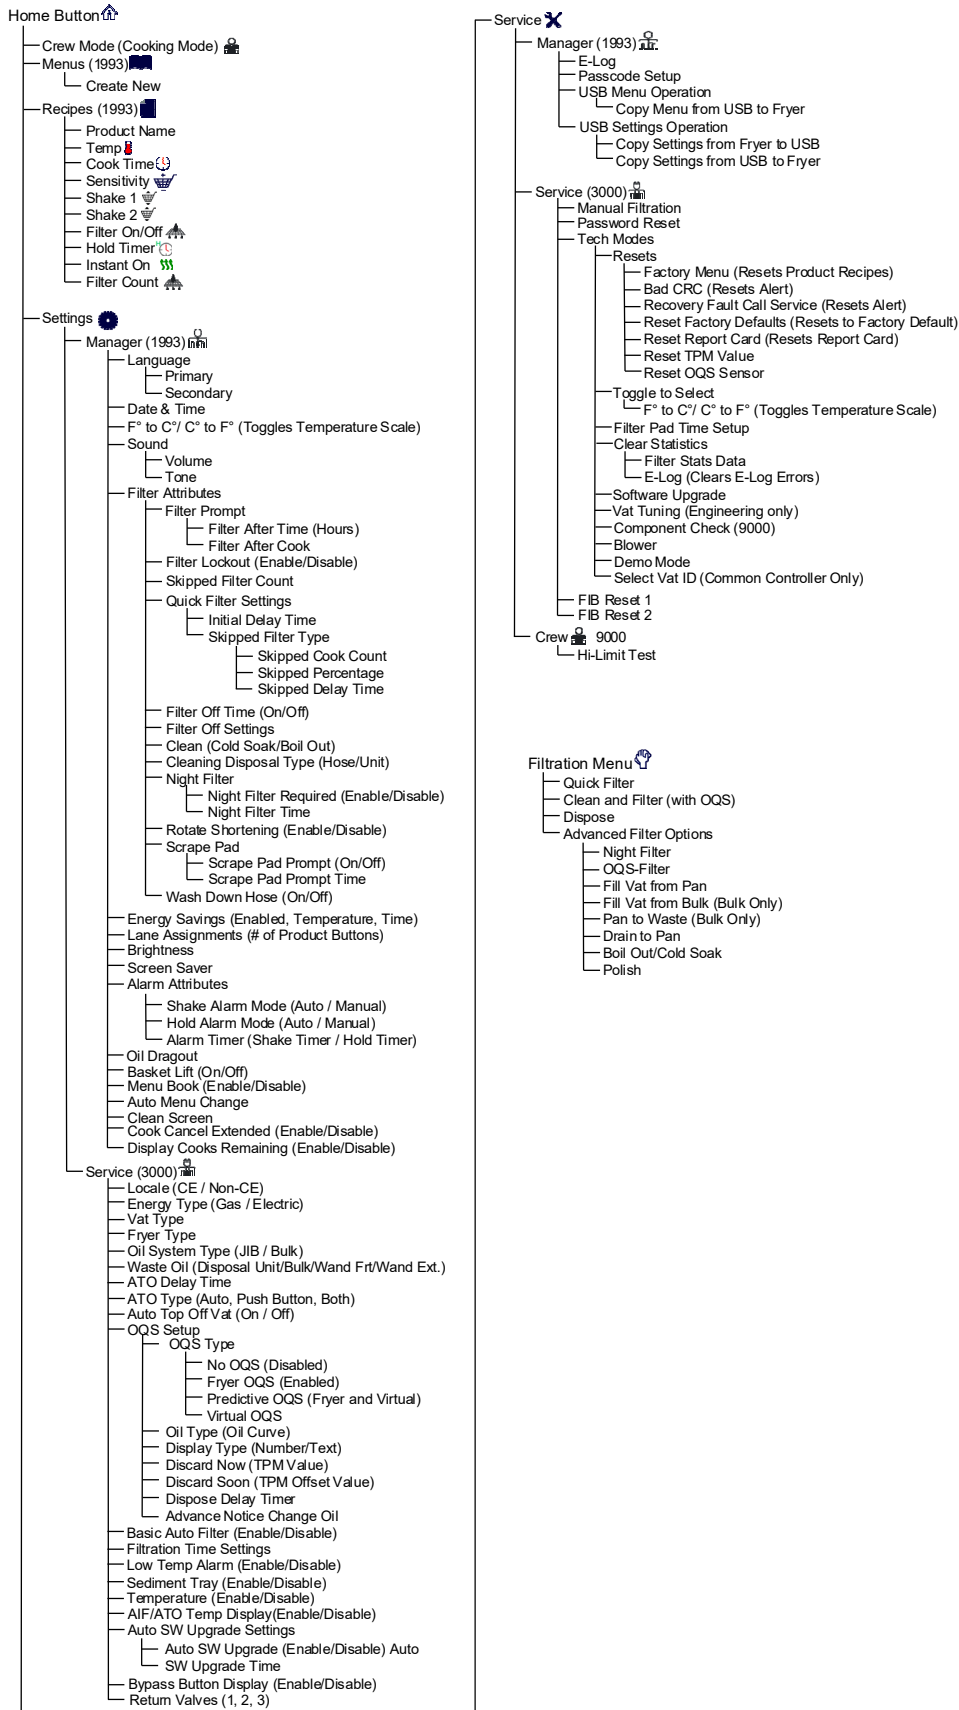 Home Button
Crew Mode (Cooking Mode)
Menus (1993)
Create New
Recipes (1993)
Product Name
Temp
Cook Time
Sensitivity
Shake 1
Shake 2
Filter On/Off
Hold Timer
Instant On
Filter Count
Settings
Manager (1993)
Language
Primary
Secondary
Date & Time
F° to C°/ C° to F° (Toggles Temperature Scale)
Sound
Volume
Tone
Filter Attributes
Filter Prompt
Filter After Time (Hours)
Filter After Cook
Filter Lockout (Enable/Disable)
Skipped Filter Count
Quick Filter Settings
Initial Delay Time
Skipped Filter Type
Skipped Cook Count
Skipped Percentage
Skipped Delay Time
Filter Off Time (On/Off)
Filter Off Settings
Clean (Cold Soak/Boil Out)
Cleaning Disposal Type (Hose/Unit)
Night Filter
Night Filter Required (Enable/Disable)
Night Filter Time
Rotate Shortening (Enable/Disable)
Scrape Pad
Scrape Pad Prompt (On/Off)
Scrape Pad Prompt Time
Wash Down Hose (On/Off)
Energy Savings (Enabled, Temperature, Time)
Lane Assignments (# of Product Buttons)
Brightness
Screen Saver
Alarm Attributes
Shake Alarm Mode (Auto / Manual)
Hold Alarm Mode (Auto / Manual)
Alarm Timer (Shake Timer / Hold Timer)
Oil Dragout
Basket Lift (On/Off)
Menu Book (Enable/Disable)
Auto Menu Change
Clean Screen
Cook Cancel Extended (Enable/Disable)
Display Cooks Remaining (Enable/Disable)
Service (3000)
Locale (CE / Non-CE)
Energy Type (Gas / Electric)
Vat Type
Fryer Type
Oil System Type (JIB / Bulk)
Waste Oil (Disposal Unit/Bulk/Wand Frt/Wand Ext.)
ATO Delay Time
ATO Type (Auto, Push Button, Both)
Auto Top Off Vat (On / Off)
OQS Setup
OQS Type
No OQS (Disabled)
Fryer OQS (Enabled)
Predictive OQS (Fryer and Virtual)
Virtual OQS
Oil Type (Oil Curve)
Display Type (Number/Text)
Discard Now (TPM Value)
Discard Soon (TPM Offset Value)
Dispose Delay Timer
Advance Notice Change Oil
Basic Auto Filter (Enable/Disable)
Filtration Time Settings
Low Temp Alarm (Enable/Disable)
Sediment Tray (Enable/Disable)
Temperature (Enable/Disable)
AIF/ATO Temp Display(Enable/Disable)
Auto SW Upgrade Settings
Auto SW Upgrade (Enable/Disable) Auto
SW Upgrade Time
Bypass Button Display (Enable/Disable)
Return Valves (1, 2, 3)
Service
Manager (1993)
E-Log
Passcode Setup
USB Menu Operation
Copy Menu from USB to Fryer
USB Settings Operation
Copy Settings from Fryer to USB
Copy Settings from USB to Fryer
Service (3000)
Manual Filtration
Password Reset
Tech Modes
Resets
Factory Menu (Resets Product Recipes)
Bad CRC (Resets Alert)
Recovery Fault Call Service (Resets Alert)
Reset Factory Defaults (Resets to Factory Default)
Reset Report Card (Resets Report Card)
Reset TPM Value
Reset OQS Sensor
Toggle to Select
F° to C°/ C° to F° (Toggles Temperature Scale)
Filter Pad Time Setup
Clear Statistics
Filter Stats Data
E-Log (Clears E-Log Errors)
Software Upgrade
Vat Tuning (Engineering only)
Component Check (9000)
Blower
Demo Mode
Select Vat ID (Common Controller Only)
FIB Reset 1
FIB Reset 2
Crew 9000
Hi-Limit Test
Filtration Menu
Quick Filter
Clean and Filter (with OQS)
Dispose
Advanced Filter Options
Night Filter
OQS-Filter
Fill Vat from Pan
Fill Vat from Bulk (Bulk Only)
Pan to Waste (Bulk Only)
Drain to Pan
Boil Out/Cold Soak
Polish